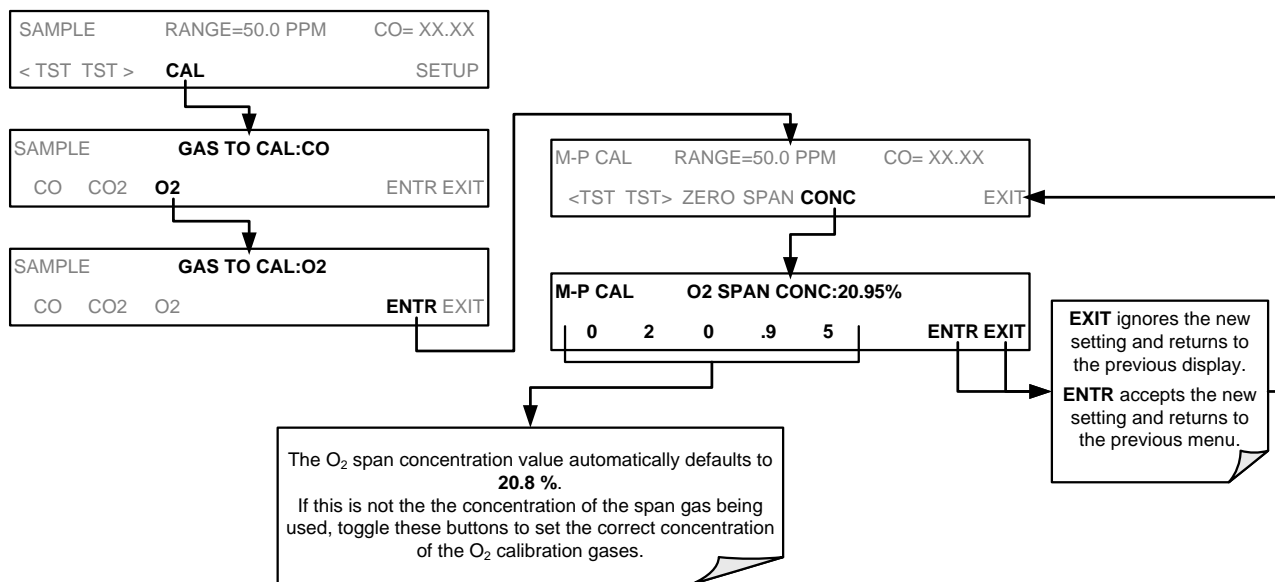 SAMPLE RANGE=50.0 PPM CO= XX.XX
< TST TST > CAL SETUP
SAMPLE GAS TO CAL:CO
CO CO2 O2 ENTR EXIT
SAMPLE GAS TO CAL:O2
CO CO2 O2 ENTR EXIT
M-P CAL RANGE=50.0 PPM CO= XX.XX
<TST TST> ZERO SPAN CONC EXIT
M-P CAL O2 SPAN CONC:20.95%
0 2 0 .9 5 ENTR EXIT
EXIT ignores the new
setting and returns to
the previous display.
ENTR accepts the new
setting and returns to
the previous menu.
The O₂ span concentration value automatically defaults to
20.8 %.
If this is not the the concentration of the span gas being
used, toggle these buttons to set the correct concentration
of the O₂ calibration gases.